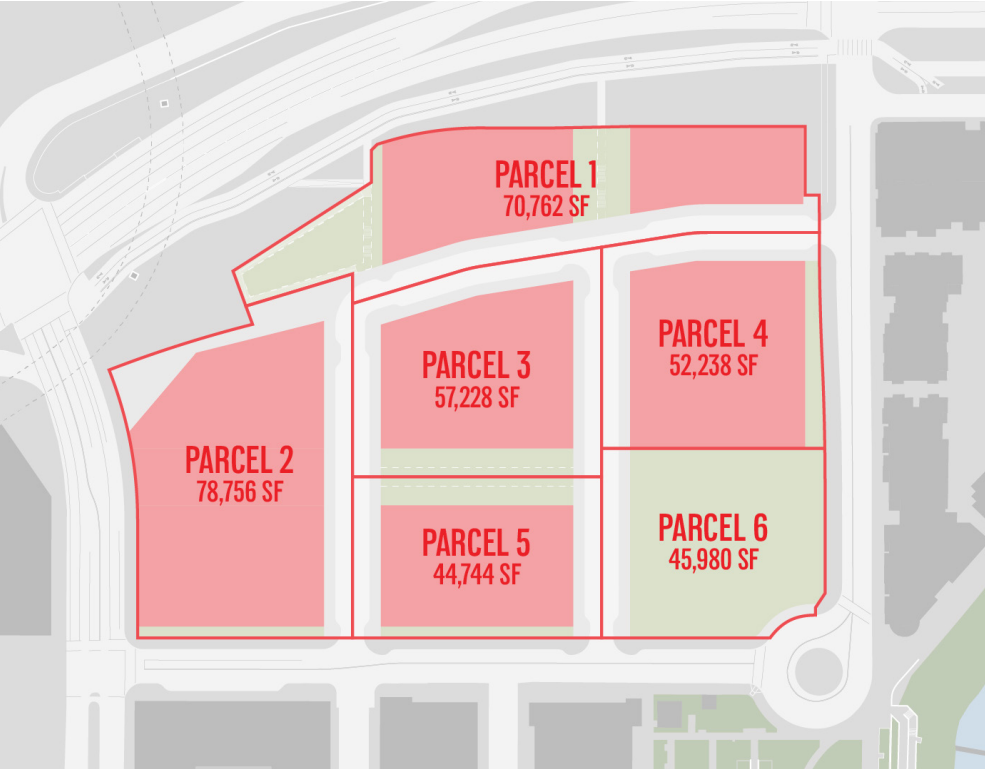 PARCEL 1
70,762 SF
PARCEL 4
52,238 SF
PARCEL 3
57,228 SF
PARCEL 2
78,756 SF
PARCEL 5
44,744 SF
PARCEL 6
45,980 SF